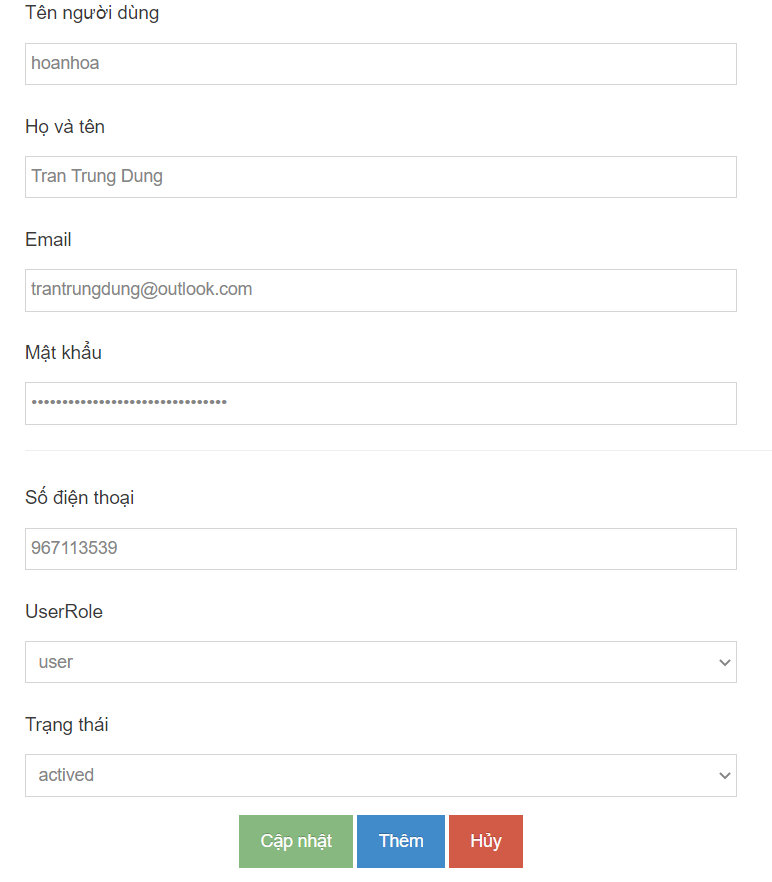 Tên người dùng
hoanhoa
Họ và tên
Tran Trung Dung
Email
trantrungdung@outlook.com
Mật khẩu
••••••••••••••••••••••••••••••••
Số điện thoại
967113539
UserRole
user
Trạng thái
actived
Cập nhật Thêm Hủy